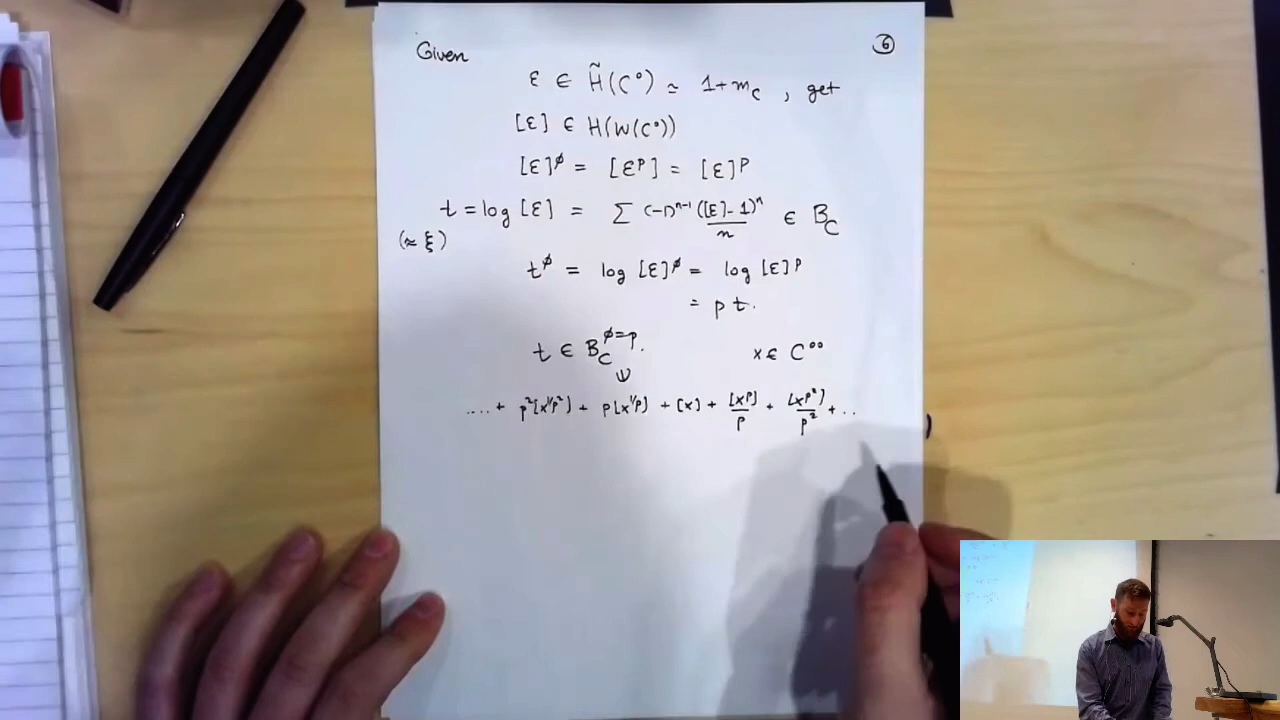 Given
⑥
ε ∈ H̃(C°) ≃ 1+m_C , get
[ε] ∈ H(W(C°))
[ε]^φ = [ε^p] = [ε]^p
t = log [ε] = Σ (-1)^{n-1} ([ε]-1)^n / n ∈ B_C
(≈ ξ)
t^φ = log [ε]^φ = log [ε]^p
= p t.
t ∈ B_C^{φ=p}. x ∈ C°°
∪
.... + p²[x^{1/p²}] + p[x^{1/p}] + [x] + [x^p]/p + [x^{p²}]/p² + ..